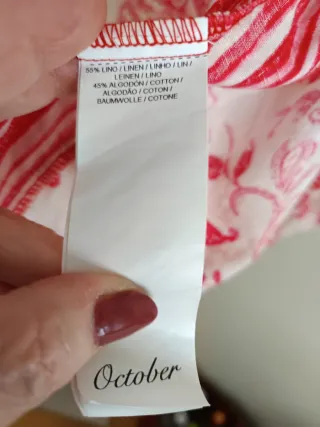 55% LINO / LINEN / LINHO / LIN /
LEINEN / LINO
45% ALGODÓN / COTTON /
ALGODÃO / COTON /
BAUMWOLLE / COTONE
October